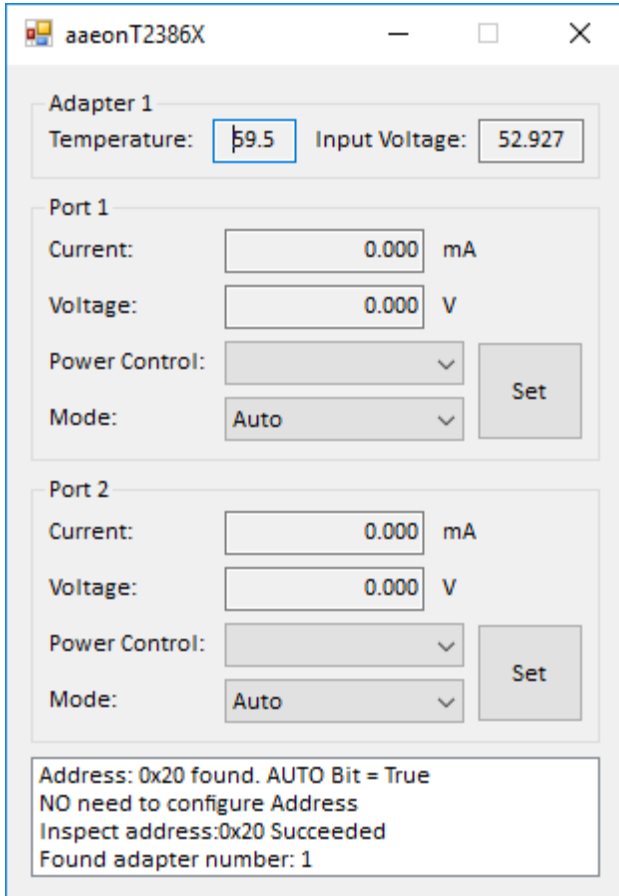 aaeonT2386X
Adapter 1
Temperature: 59.5 Input Voltage: 52.927
Port 1
Current: 0.000 mA
Voltage: 0.000 V
Power Control:
Set
Mode: Auto
Port 2
Current: 0.000 mA
Voltage: 0.000 V
Power Control:
Set
Mode: Auto
Address: 0x20 found. AUTO Bit = True
NO need to configure Address
Inspect address:0x20 Succeeded
Found adapter number: 1